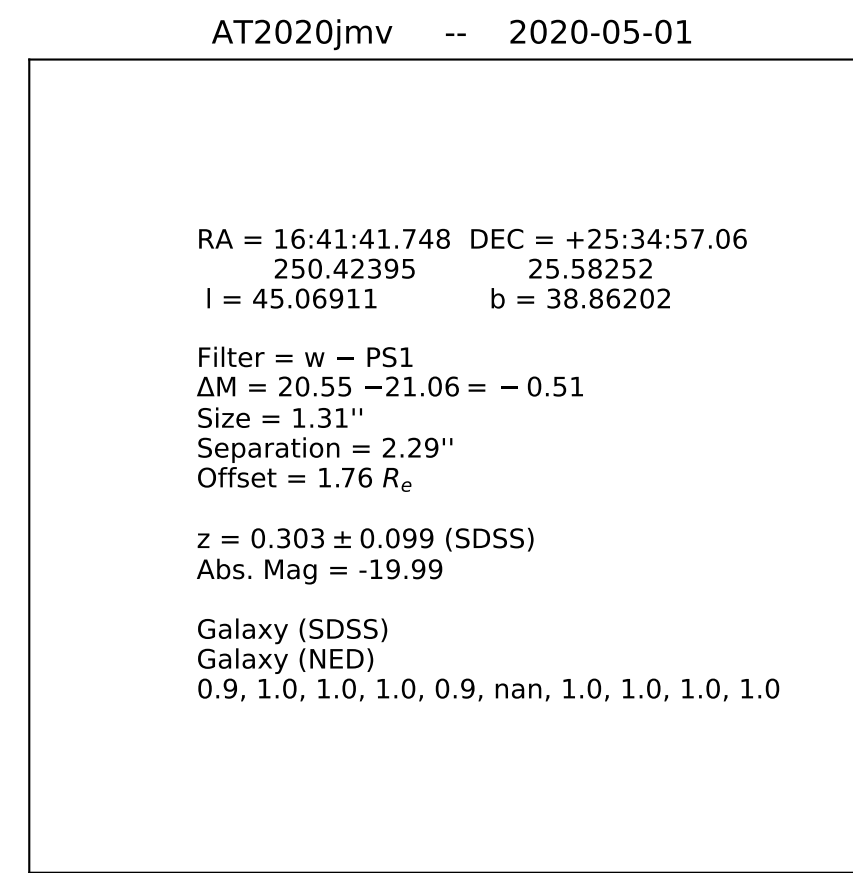 AT2020jmv -- 2020-05-01
RA = 16:41:41.748 DEC = +25:34:57.06
250.42395 25.58252
l = 45.06911 b = 38.86202
Filter = w − PS1
ΔM = 20.55 −21.06 = − 0.51
Size = 1.31''
Separation = 2.29''
Offset = 1.76 Rₑ
z = 0.303 ± 0.099 (SDSS)
Abs. Mag = -19.99
Galaxy (SDSS)
Galaxy (NED)
0.9, 1.0, 1.0, 1.0, 0.9, nan, 1.0, 1.0, 1.0, 1.0